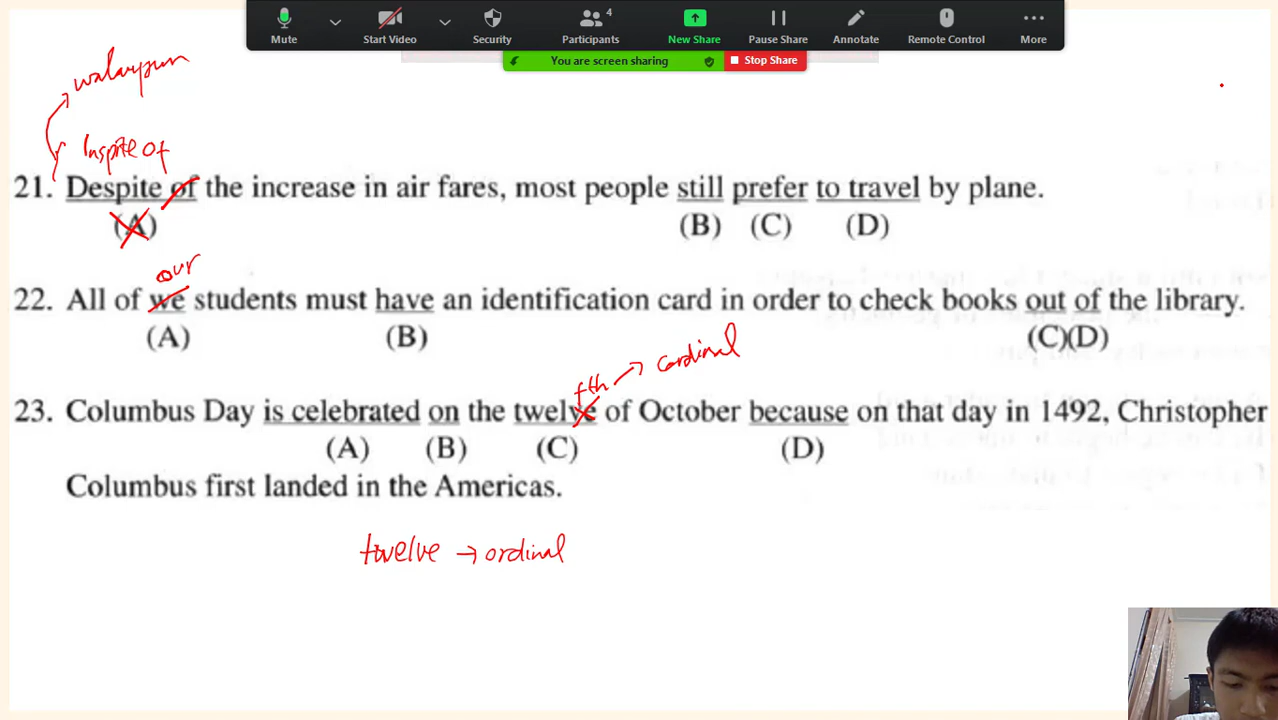 4
Mute
Start Video
Security
Participants
New Share
Pause Share
Annotate
Remote Control
More
You are screen sharing
Stop Share
walaupun
Inspite of
21. Despite of the increase in air fares, most people still prefer to travel by plane.
(A) (B) (C) (D)
our
22. All of we students must have an identification card in order to check books out of the library.
(A) (B) (C)(D)
fth → cardinal
23. Columbus Day is celebrated on the twelve of October because on that day in 1492, Christopher
(A) (B) (C) (D)
Columbus first landed in the Americas.
twelve → ordinal